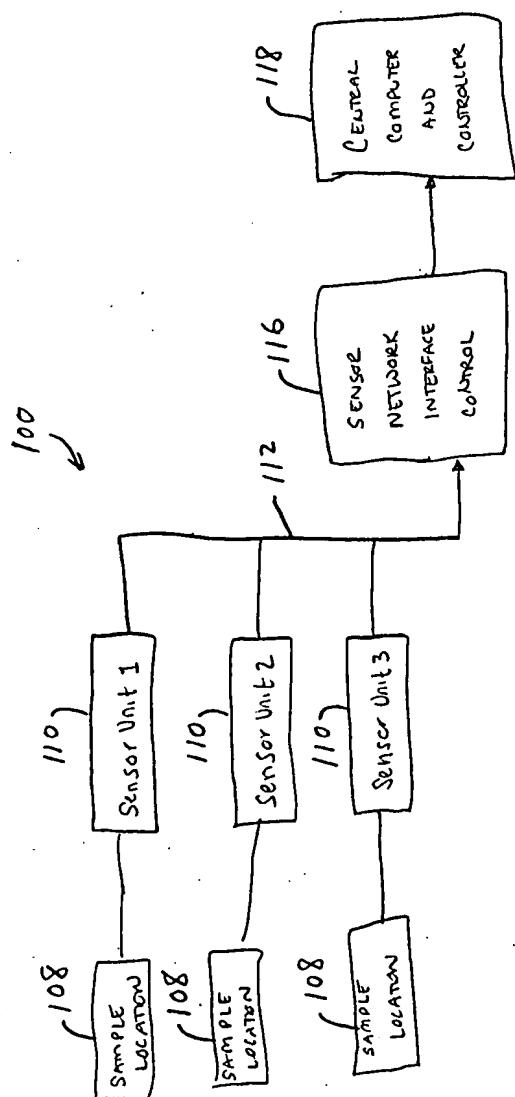 100
108
SAMPLE
LOCATION
110
Sensor Unit 1
108
SAMPLE
LOCATION
110
Sensor Unit 2
108
SAMPLE
LOCATION
110
Sensor Unit 3
112
116
SENSOR
NETWORK
INTERFACE
CONTROL
118
CENTRAL
COMPUTER
AND
CONTROLLER